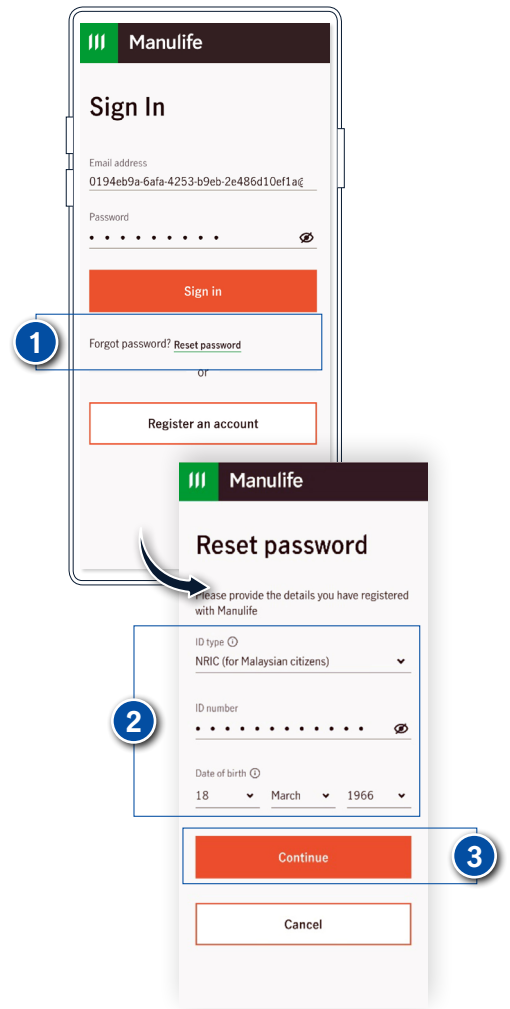 Manulife
Sign In
Email address
0194eb9a-6afa-4253-b9eb-2e486d10ef1a@
Password
Sign in
1
Forgot password? Reset password
or
Register an account
Manulife
Reset password
Please provide the details you have registered
with Manulife
2
ID type
NRIC (for Malaysian citizens)
ID number
Date of birth
18 March 1966
Continue
3
Cancel